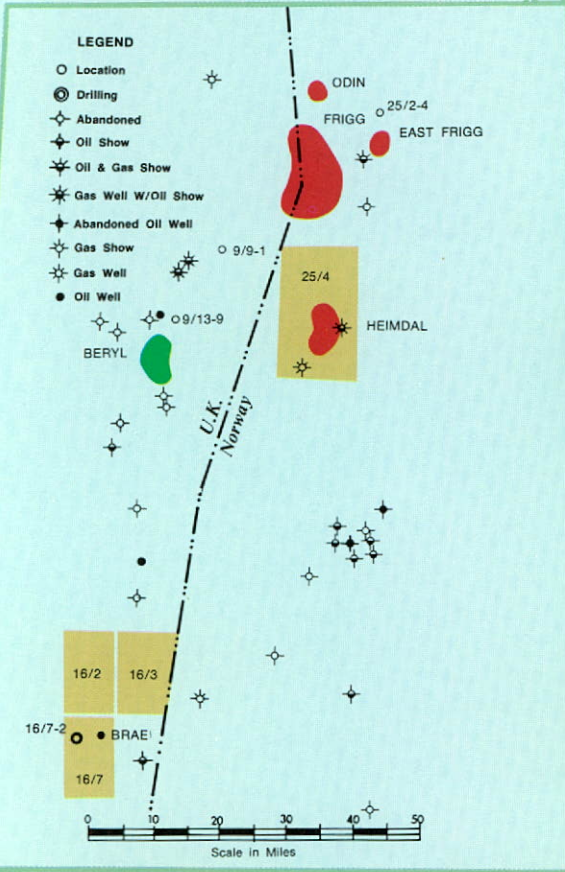 LEGEND
Location
Drilling
Abandoned
Oil Show
Oil & Gas Show
Gas Well W/Oil Show
Abandoned Oil Well
Gas Show
Gas Well
Oil Well
ODIN
25/2-4
FRIGG
EAST FRIGG
9/9-1
25/4
9/13-9
HEIMDAL
BERYL
U.K.
Norway
16/2
16/3
16/7-2
BRAE
16/7
0 10 20 30 40 50
Scale in Miles